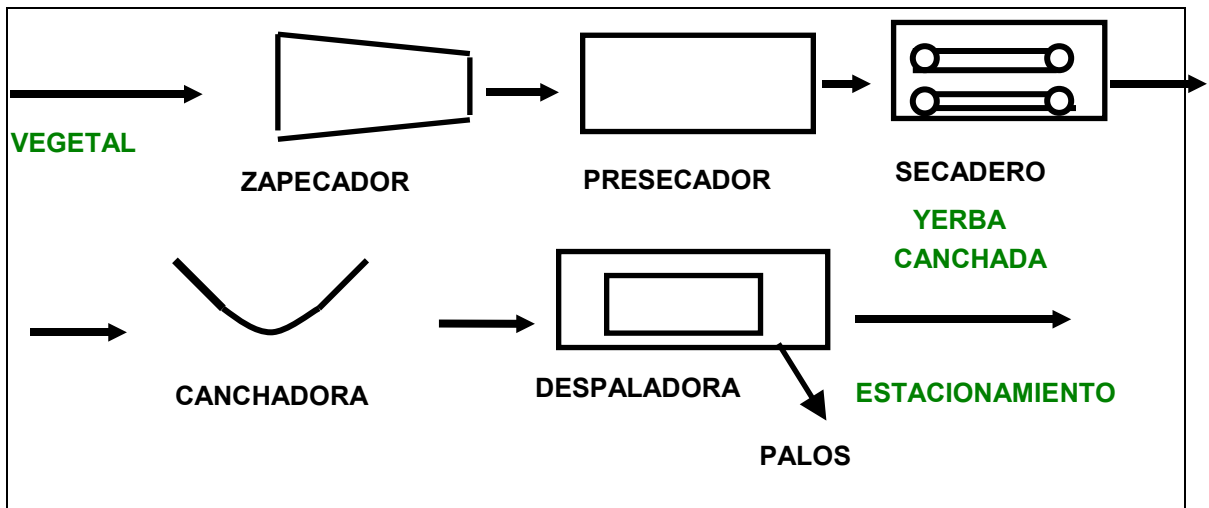 VEGETAL
ZAPECADOR
PRESECADOR
SECADERO
YERBA
CANCHADA
CANCHADORA
DESPALADORA
ESTACIONAMIENTO
PALOS